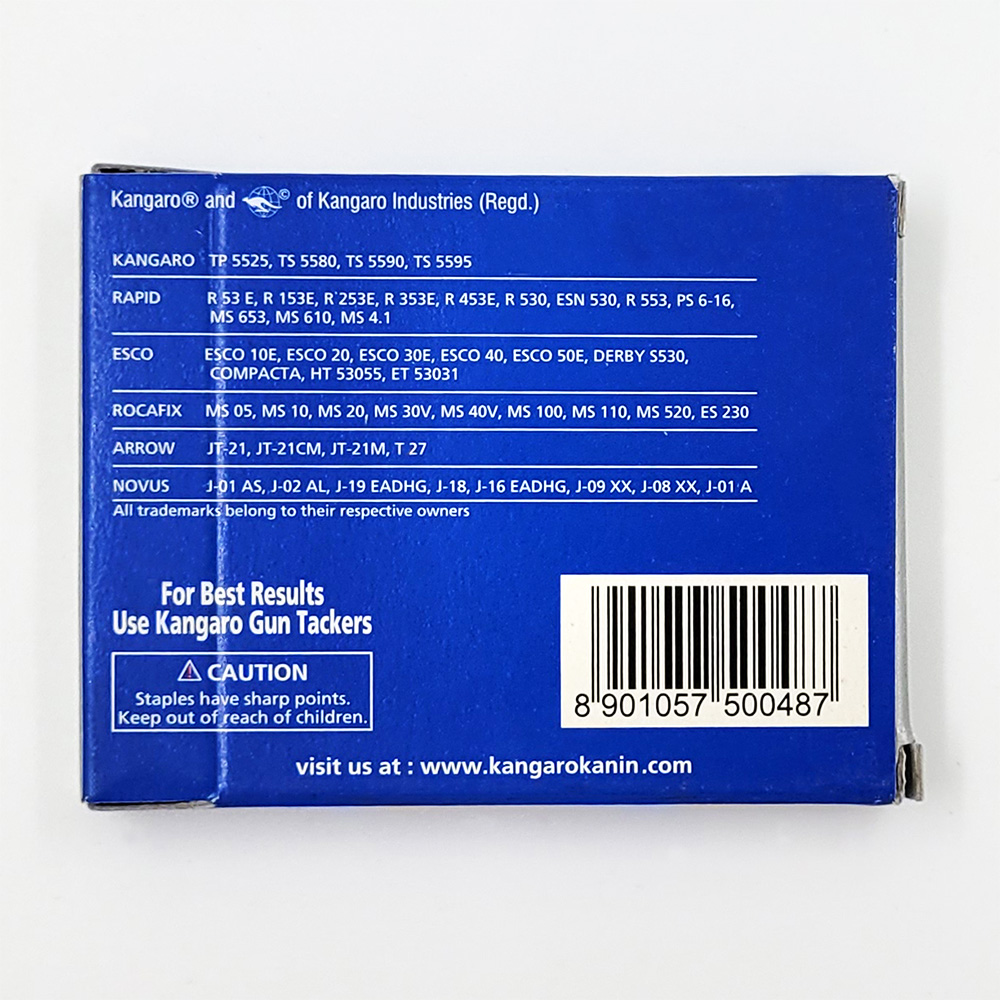 Kangaro® and © of Kangaro Industries (Regd.)
KANGARO TP 5525, TS 5580, TS 5590, TS 5595
RAPID R 53 E, R 153E, R 253E, R 353E, R 453E, R 530, ESN 530, R 553, PS 6-16,
MS 653, MS 610, MS 4.1
ESCO ESCO 10E, ESCO 20, ESCO 30E, ESCO 40, ESCO 50E, DERBY S530,
COMPACTA, HT 53055, ET 53031
ROCAFIX MS 05, MS 10, MS 20, MS 30V, MS 40V, MS 100, MS 110, MS 520, ES 230
ARROW JT-21, JT-21CM, JT-21M, T 27
NOVUS J-01 AS, J-02 AL, J-19 EADHG, J-18, J-16 EADHG, J-09 XX, J-08 XX, J-01 A
All trademarks belong to their respective owners
For Best Results
Use Kangaro Gun Tackers
CAUTION
Staples have sharp points.
Keep out of reach of children.
8 901057 500487
visit us at : www.kangarokanin.com